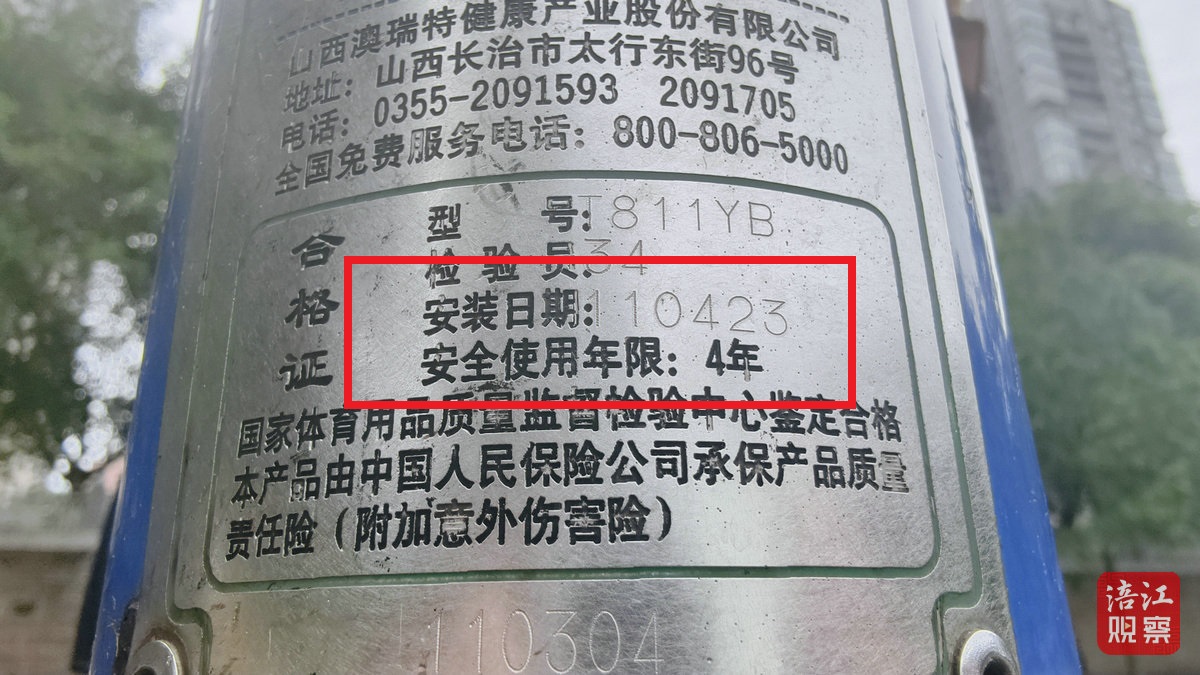 山西澳瑞特健康产业股份有限公司
地址：山西长治市太行东街96号
电话：0355-2091593 2091705
全国免费服务电话：800-806-5000
合格证
型 号：T811YB
检 验 员：34
安装日期：110423
安全使用年限：4年
国家体育用品质量监督检验中心鉴定合格
本产品由中国人民保险公司承保产品质量
责任险（附加意外伤害险）
110304
涪江
观察